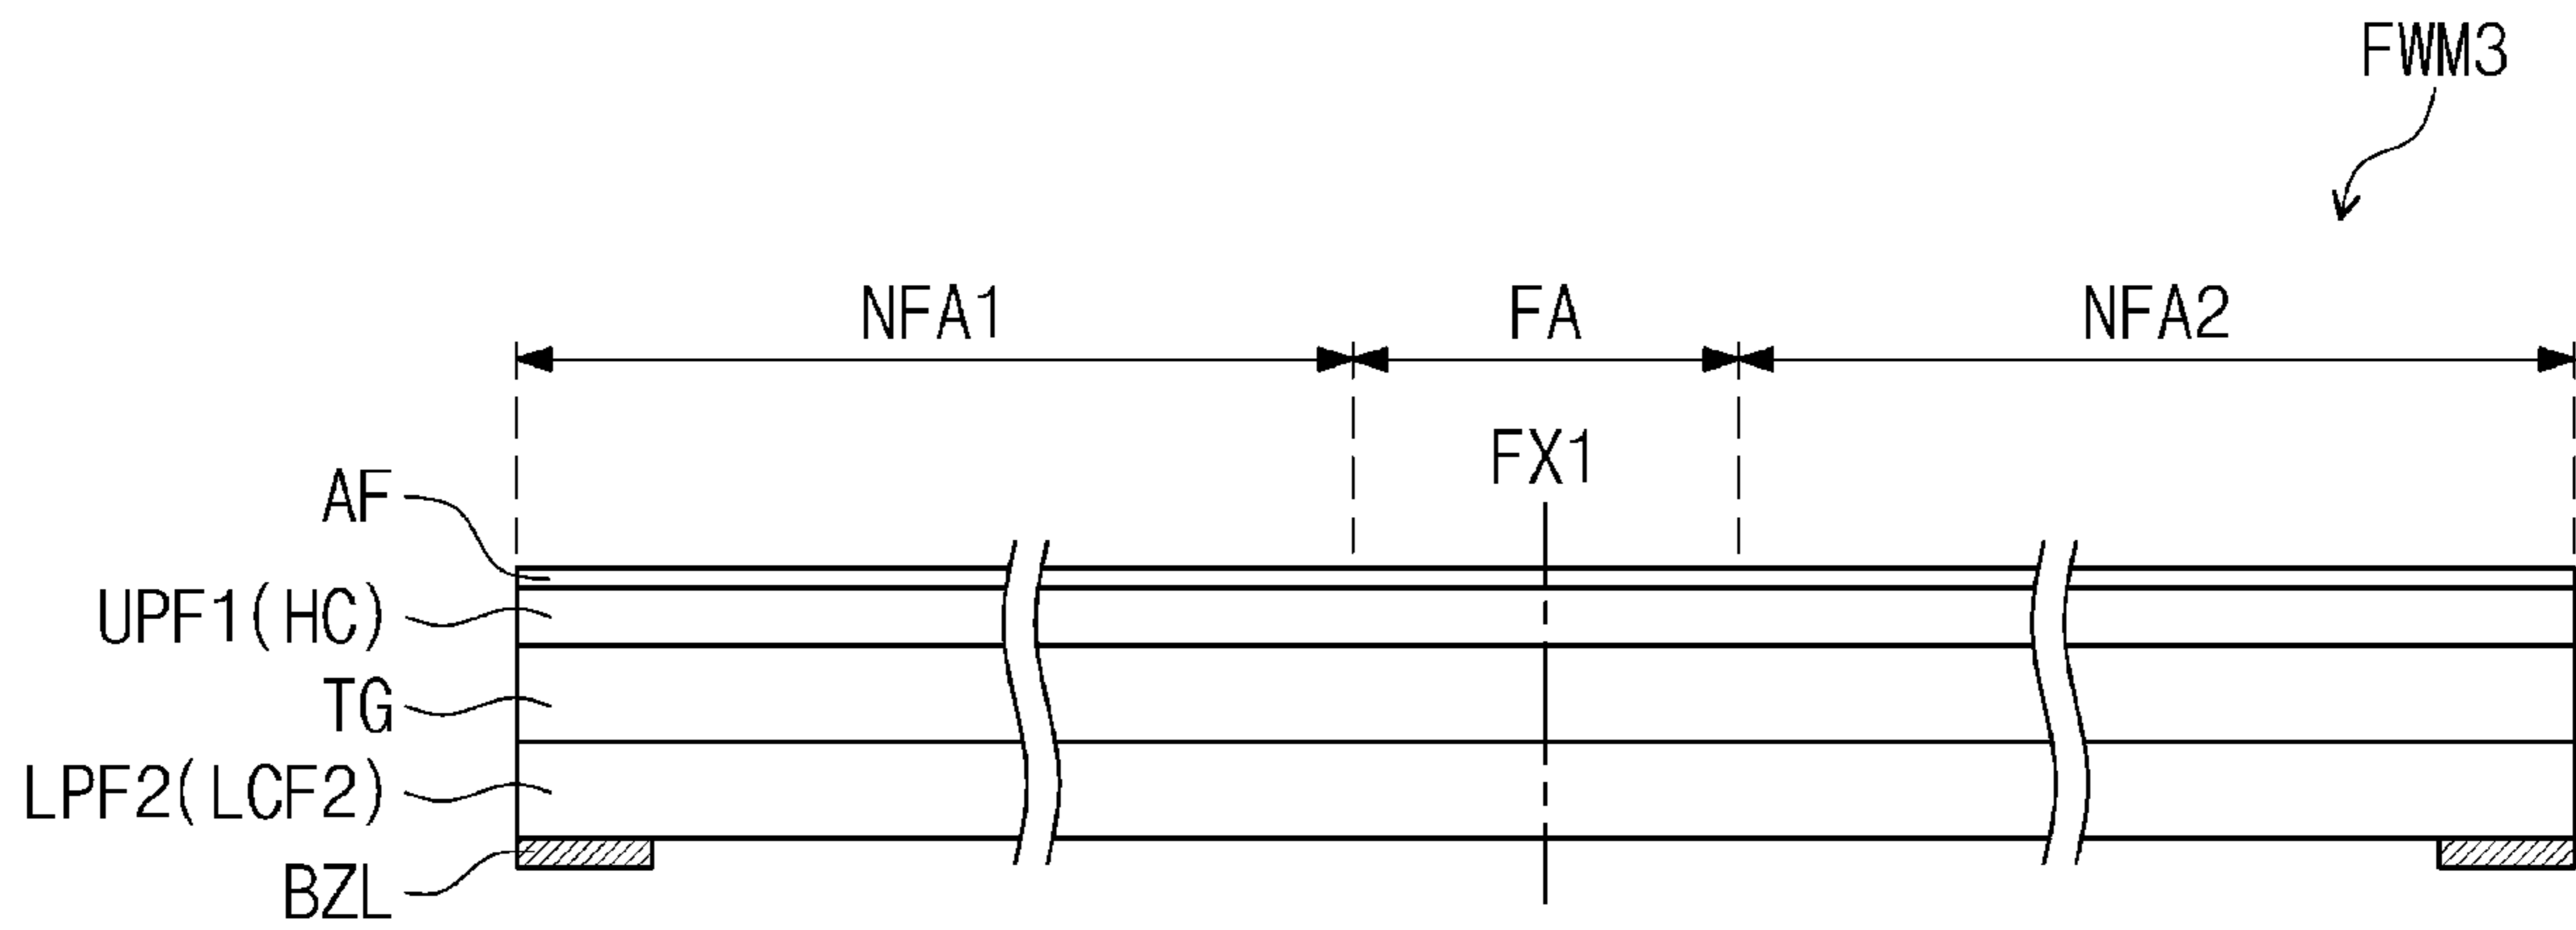 FWM3
NFA1 FA NFA2
FX1
AF
UPF1(HC)
TG
LPF2(LCF2)
BZL